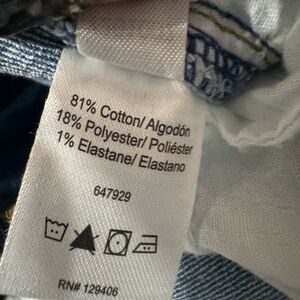 81% Cotton/ Algodón
18% Polyester/ Poliéster
1% Elastane/ Elastano
647929
RN# 129406